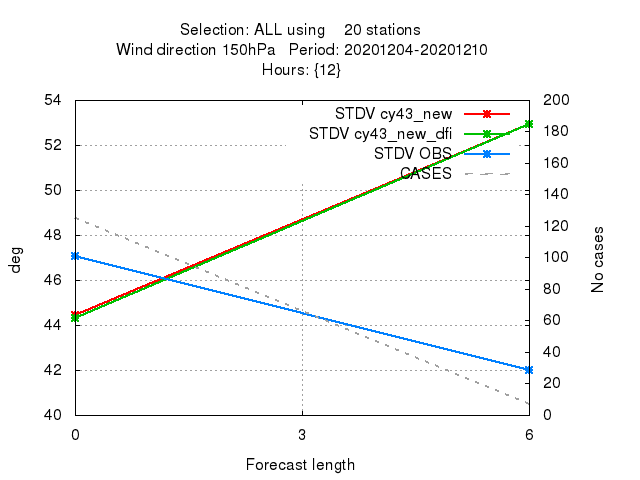 Selection: ALL using 20 stations
Wind direction 150hPa Period: 20201204-20201210
Hours: {12}
54 200
STDV cy43_new
180
STDV cy43_new_dfi
52
STDV OBS
160
CASES
50 140
48 120
deg
46
100
No cases
80
44 60
40
42
20
40 0
0 3 6
Forecast length